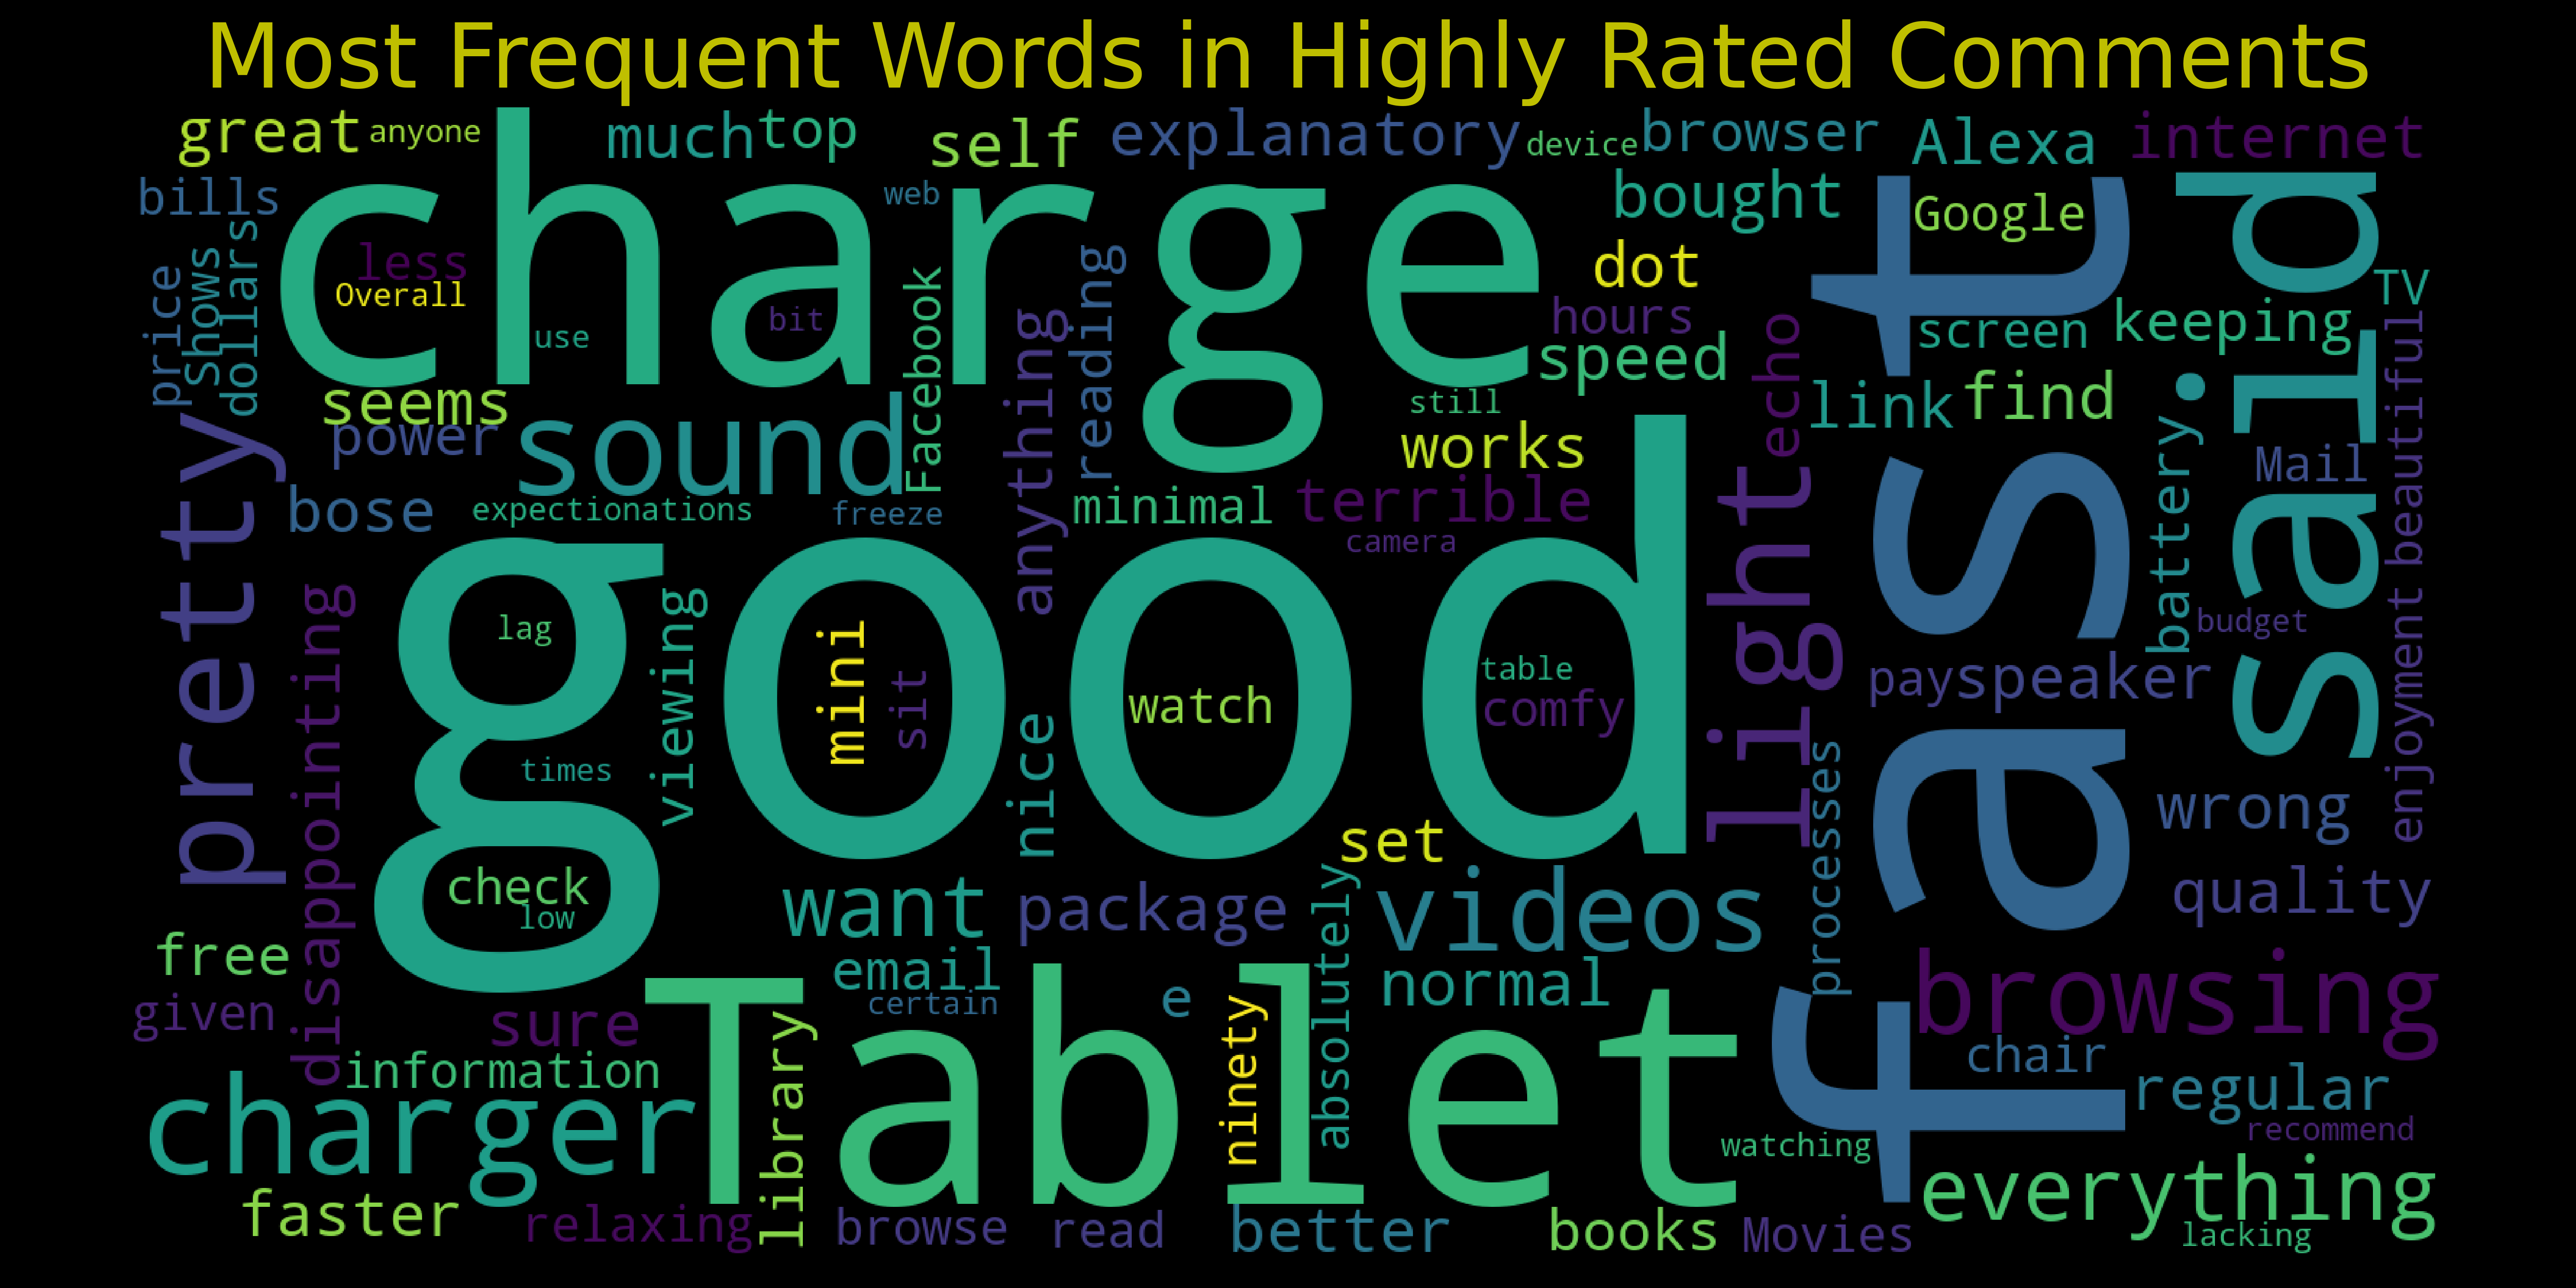 Most Frequent Words in Highly Rated Comments
great
anyone
much
top
self
explanatory
device
browser
Alexa
internet
bills
charge
web
bought
Google
said
fast
less
Overall
use
bit
Facebook
anything
reading
dot
hours
speed
echo
screen
keeping
TV
price
Shows
dollars
seems
power
sound
still
works
link
find
battery.
Mail
beautiful
pretty
bose
expectionations
freeze
minimal
terrible
camera
light
good
lag
viewing
mini
sit
watch
table
comfy
pay
speaker
budget
enjoyment
disappointing
times
nice
processes
wrong
set
check
low
want
package
absolutely
videos
quality
free
given
sure
email
certain
e
ninety
normal
browsing
information
charger
Tablet
library
chair
regular
recommend
watching
everything
lacking
faster
relaxing
browse
read
better
books
Movies